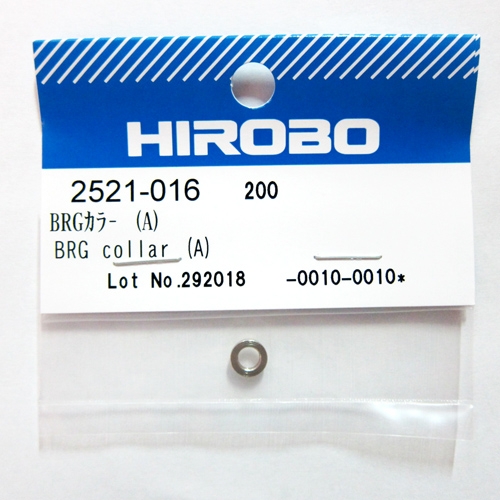 HIROBO
2521-016 200
BRGカラー (A)
BRG collar (A)
Lot No.292018 -0010-0010*